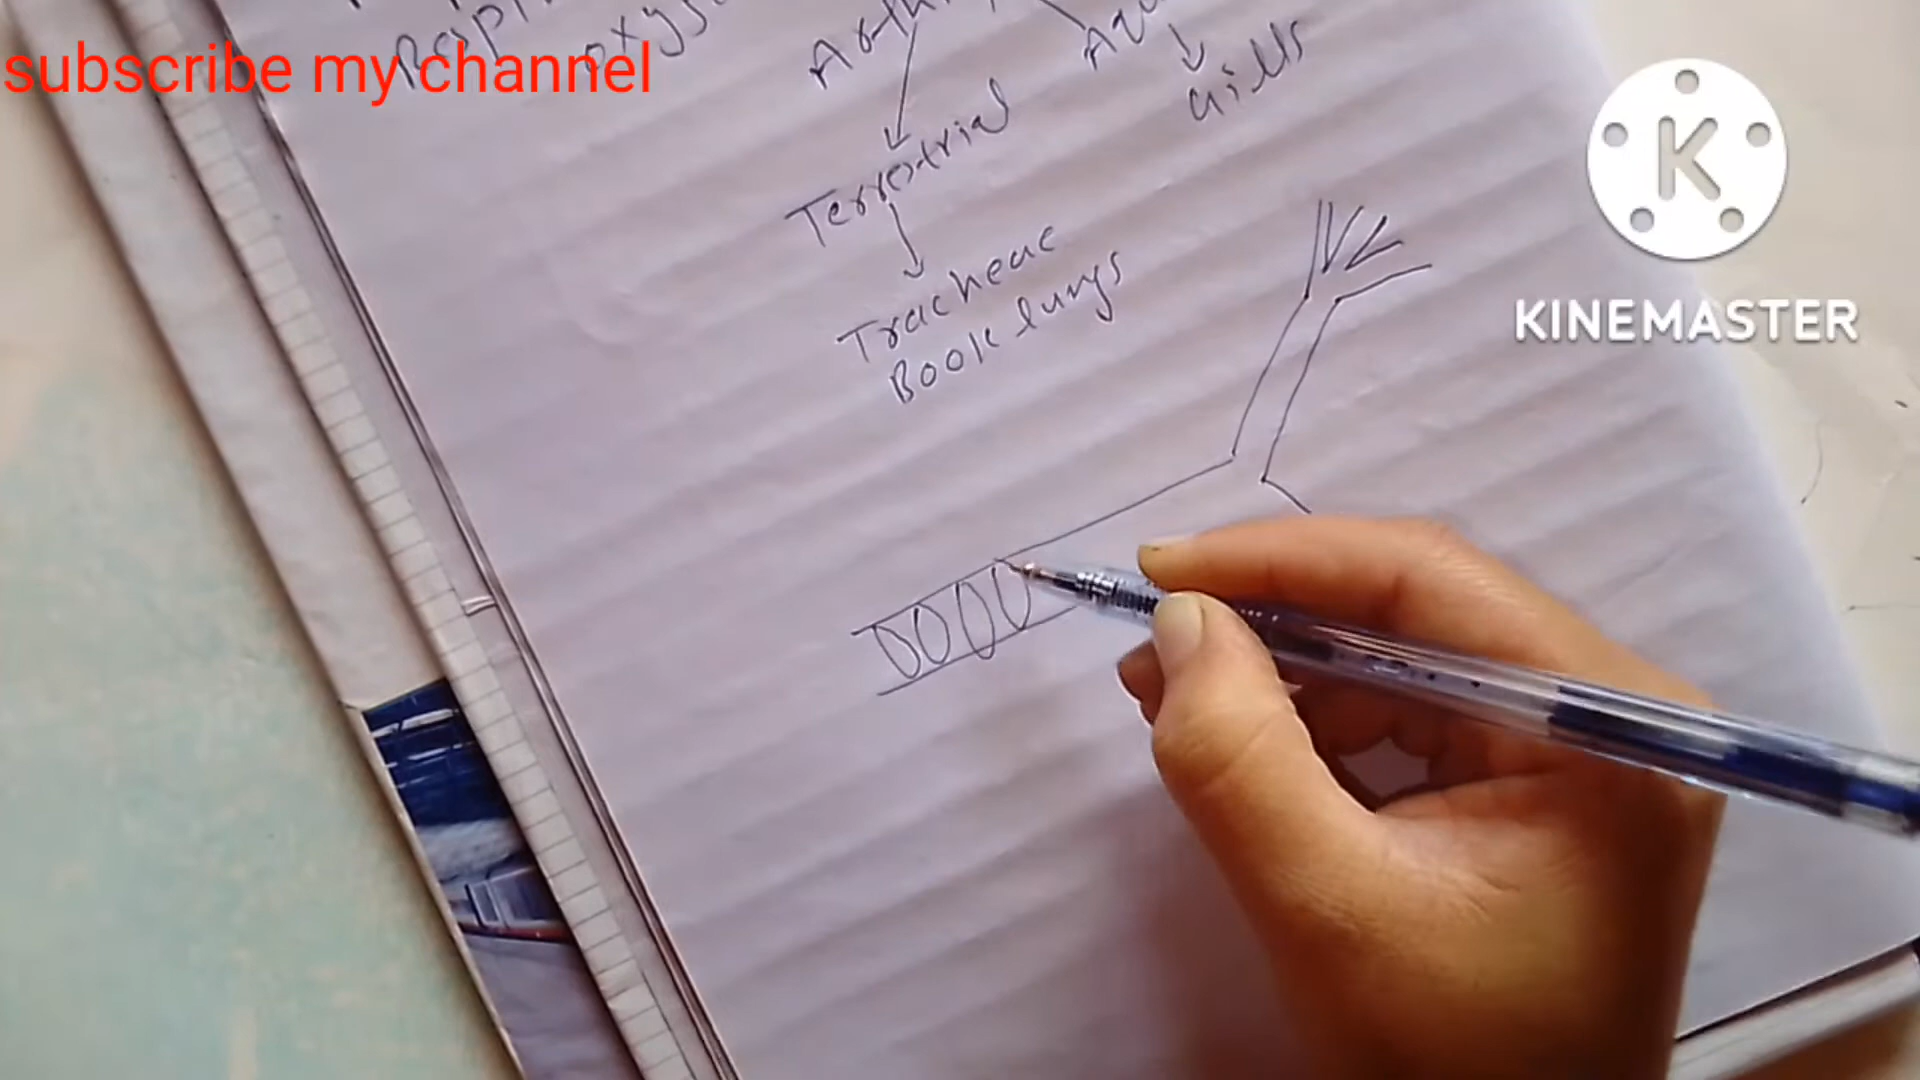 subscribe my channel
Gills
Terrestrial
Tracheae
Book lungs
K
KINEMASTER